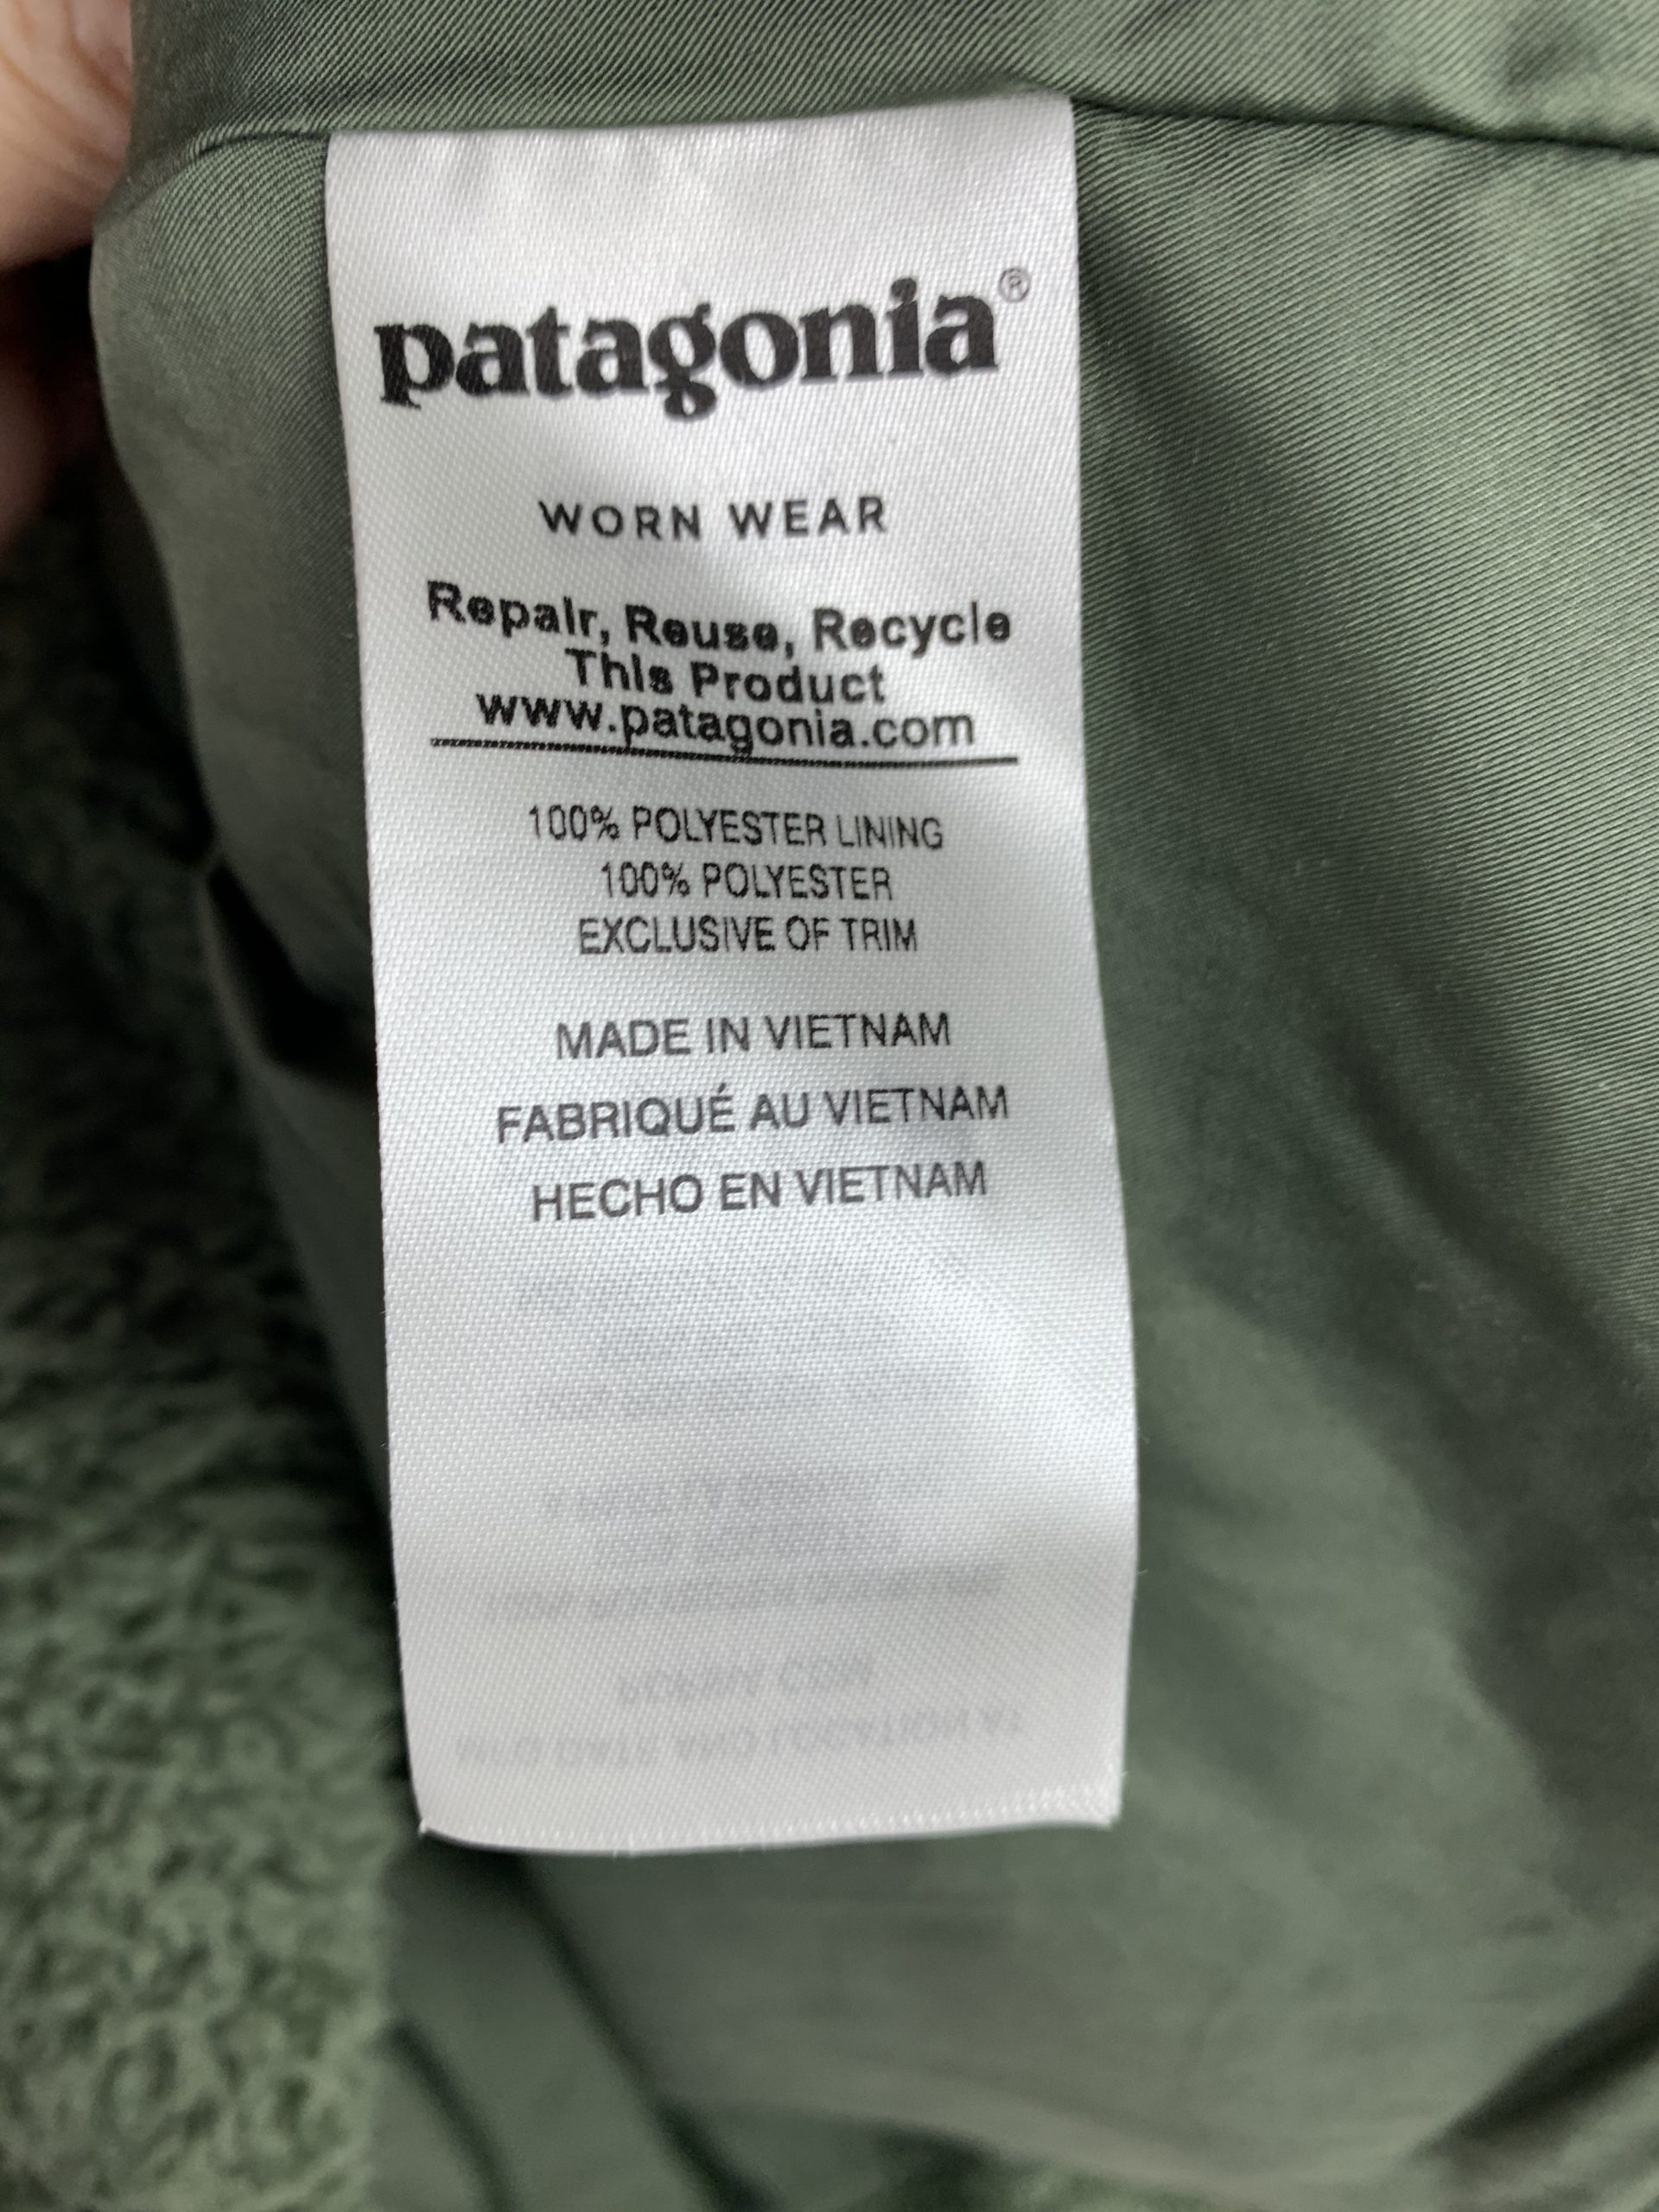 patagonia®
WORN WEAR
Repair, Reuse, Recycle
This Product
www.patagonia.com
100% POLYESTER LINING
100% POLYESTER
EXCLUSIVE OF TRIM
MADE IN VIETNAM
FABRIQUÉ AU VIETNAM
HECHO EN VIETNAM